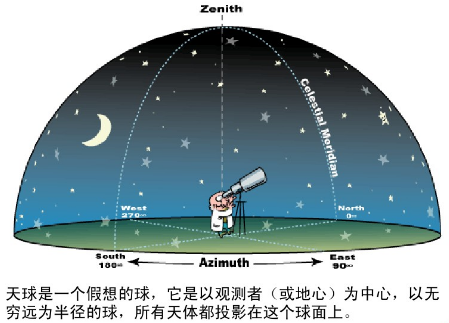 Zenith
Celestial Meridian
West
270∞
North
0∞
South
180∞
Azimuth
East
90∞
天球是一个假想的球，它是以观测者（或地心）为中心，以无
穷远为半径的球，所有天体都投影在这个球面上。